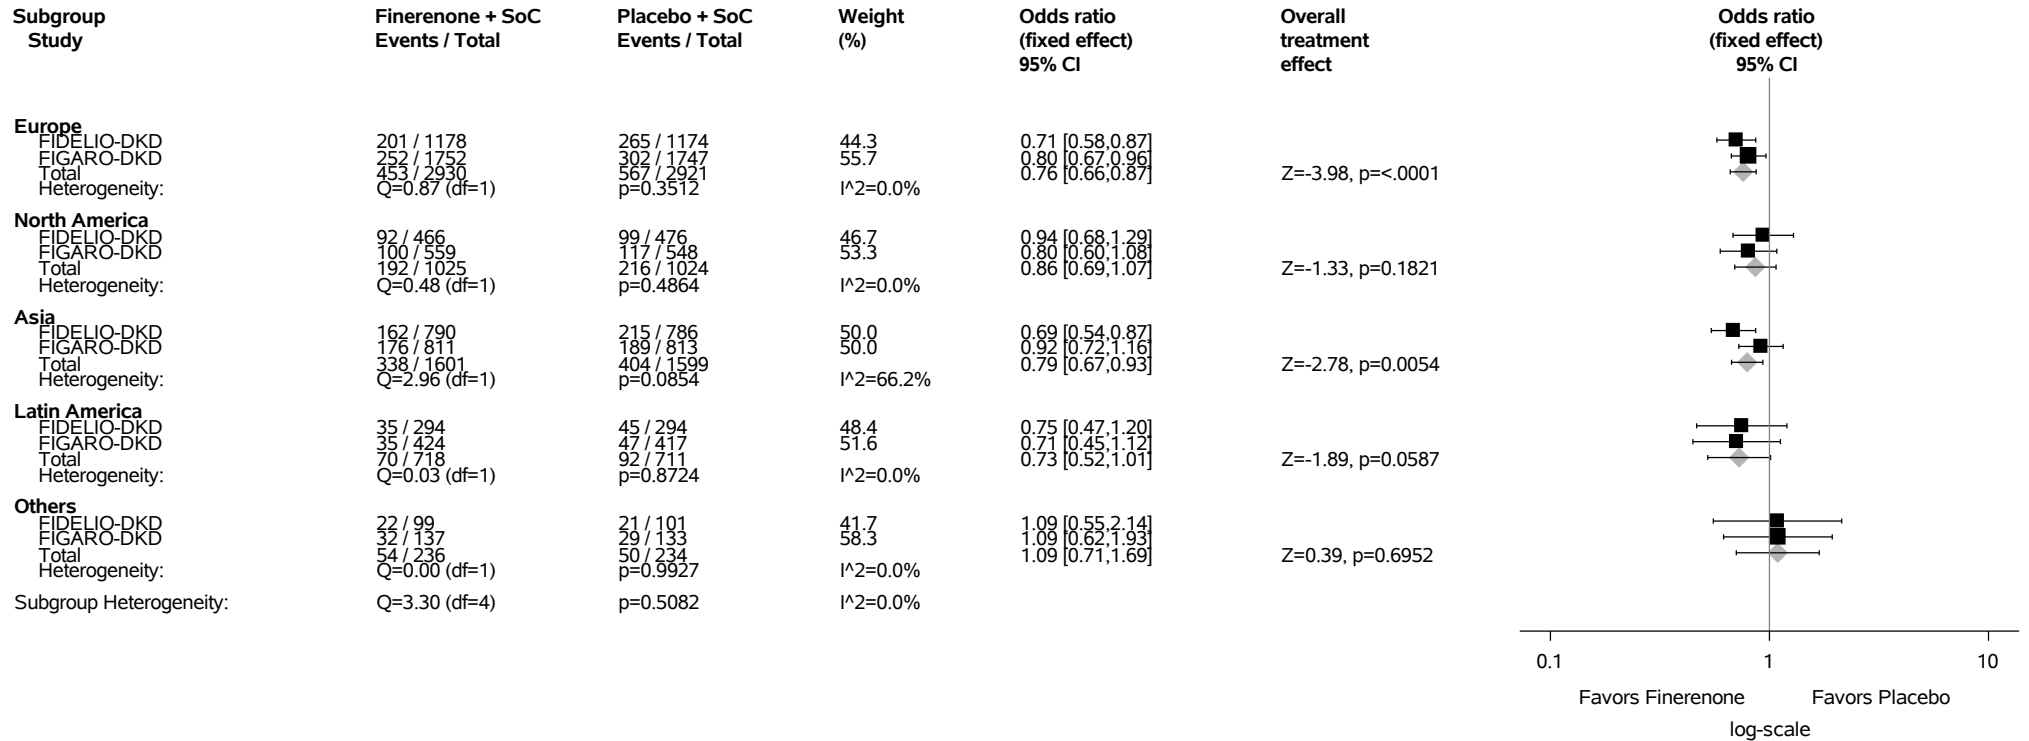 Subgroup Finerenone + SoC Placebo + SoC Weight Odds ratio Overall Odds ratio
Study Events / Total Events / Total (%) (fixed effect) treatment (fixed effect)
95% CI effect 95% CI
Europe
FIDELIO-DKD 201 / 1178 265 / 1174 44.3 0.71 [0.58,0.87]
FIGARO-DKD 252 / 1752 302 / 1747 55.7 0.80 [0.67,0.96]
Total 453 / 2930 567 / 2921 0.76 [0.66,0.87] Z=-3.98, p=<.0001
Heterogeneity: Q=0.87 (df=1) p=0.3512 I^2=0.0%
North America
FIDELIO-DKD 92 / 466 99 / 476 46.7 0.94 [0.68,1.29]
FIGARO-DKD 100 / 559 117 / 548 53.3 0.80 [0.60,1.08]
Total 192 / 1025 216 / 1024 0.86 [0.69,1.07] Z=-1.33, p=0.1821
Heterogeneity: Q=0.48 (df=1) p=0.4864 I^2=0.0%
Asia
FIDELIO-DKD 162 / 790 215 / 786 50.0 0.69 [0.54,0.87]
FIGARO-DKD 176 / 811 189 / 813 50.0 0.92 [0.72,1.16]
Total 338 / 1601 404 / 1599 0.79 [0.67,0.93] Z=-2.78, p=0.0054
Heterogeneity: Q=2.96 (df=1) p=0.0854 I^2=66.2%
Latin America
FIDELIO-DKD 35 / 294 45 / 294 48.4 0.75 [0.47,1.20]
FIGARO-DKD 35 / 424 47 / 417 51.6 0.71 [0.45,1.12]
Total 70 / 718 92 / 711 0.73 [0.52,1.01] Z=-1.89, p=0.0587
Heterogeneity: Q=0.03 (df=1) p=0.8724 I^2=0.0%
Others
FIDELIO-DKD 22 / 99 21 / 101 41.7 1.09 [0.55,2.14]
FIGARO-DKD 32 / 137 29 / 133 58.3 1.09 [0.62,1.93]
Total 54 / 236 50 / 234 1.09 [0.71,1.69] Z=0.39, p=0.6952
Heterogeneity: Q=0.00 (df=1) p=0.9927 I^2=0.0%
Subgroup Heterogeneity: Q=3.30 (df=4) p=0.5082 I^2=0.0%
0.1 1 10
Favors Finerenone Favors Placebo
log-scale